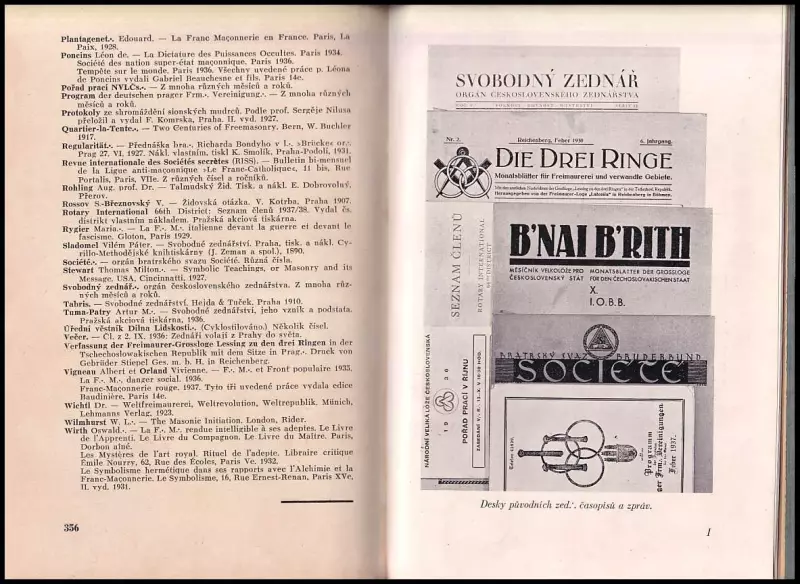 Plantagenet∴ Edouard. — La Franc Maçonnerie en France. Paris, La
Paix, 1928.
Poncins Léon de. — La Dictature des Puissances Occultes. Paris 1934.
Société des nation super-état maçonnique, Paris 1936.
Tempête sur le monde. Paris 1936. Všechny uvedené práce p. Léona
de Poncins vydali Gabriel Beauchesne et fils. Paris 14e.
Pořad prací NVLČs.∴ — Z mnoha různých měsíců a roků.
Program der deutschen prager Frm.∴ Vereinigung.∴ — Z mnoha různých
měsíců a roků.
Protokoly ze shromáždění sionských mudrců. Podle prof. Sergěje Nilusa
přeložil a vydal F. Komrska, Praha. II. vyd. 1927.
Quartier-la-Tente.∴ — Two Centuries of Freemasonry. Bern, W. Buchler
1917.
Regularität.∴ — Přednáška bra.∴ Richarda Bondyho v L.∴ »Brücke« or.∴
Prag 27, VI. 1927. Nákl. vlastním, tiskl K. Smolík, Praha-Podolí, 1931.
Revue internationale des Sociétés secrètes (RISS). — Bulletin bi-mensuel
de la Ligue anti-maçonnique »Le Franc-Catholique«, 11 bis, Rue
Portalis, Paris, VIIe. Z různých čísel a ročníků.
Rohling Aug. prof. Dr. — Talmudský Žid. Tisk. a nákl. E. Dobrovolný,
Přerov.
Rossov S.-Březnovský V. — Židovská otázka. V. Kotrba, Praha 1907.
Rotary International 66th District: Seznam členů 1937/38. Vydal čs.
distrikt vlastním nákladem. Pražská akciová tiskárna.
Rygier Maria.∴ — La F.∴ M.∴ italienne devant la guerre et devant le
fascisme. Gloton, Paris 1929.
Sladomel Vilém Páter. — Svobodné zednářství. Praha, tisk. a nákl. Cy-
rillo-Methodějské knihtiskárny (J. Zeman a spol.), 1890.
Société.∴ — orgán bratrského svazu Société. Různá čísla.
Stewart Thomas Milton.∴ — Symbolic Teachings, or Masonic and its
Message, USA, Cincinnati, 1927.
Svobodný zednář.∴ orgán československého zednářstva. Z mnoha růz-
ných měsíců a roků.
Tabris. — Svobodné zednářství. Hejda & Tuček, Praha 1910.
Tuma-Patry Artur M.∴ — Svobodné zednářství, jeho vznik a podstata.
Pražská akciová tiskárna, 1936.
Úřední věstník Dílna Lidskosti.∴ (Cyklostilováno.) Několik čísel.
Večer. — Čl. z 2. IX. 1936: Zednáři volají z Prahy do světa.
Verfassung der Freimaurer-Grossloge Lessing zu den drei Ringen in der
Tschechoslowakischen Republik mit dem Sitze in Prag.∴ Druck von
Gebrüder Stiepel Ges. m. b. H. in Reichenberg.
Vigneau Albert et Orland Vivienne. — F.∴ M.∴ et Front populaire 1933.
La F.∴ M.∴ danger social. 1936.
Franc-Maçonnerie rouge. 1937. Tyto tři uvedené práce vydala edice
Baudinière, Paris 14e.
Wichtl Dr. — Weltfreimaurerei, Weltrevolution, Weltrepublik, Münich,
Lehmanns Verlag, 1923.
Wilmhurst W. L.∴ — The Masonic Initiation. London, Rider.
Wirth Oswald.∴ — La F.∴ M.∴ rendue intelligible à ses adeptes. Le Livre
de l'Apprenti. Le Livre du Compagnon. Le Livre du Maître. Paris,
Dorbon aîné.
Les Mystères de l'art royal. Rituel de l'adepte. Libraire critique
Émile Nourry, 62, Rue des Écoles, Paris Ve. 1932.
Le Symbolisme hermétique dans ses rapports avec l'Alchimie et la
Franc-Maçonnerie. Le Symbolisme, 16, Rue Ernest-Renan, Paris XVe,
II. vyd. 1931.
356
SVOBODNÝ ZEDNÁŘ
ORGÁN ČESKOSLOVENSKÉHO ZEDNÁŘSTVA
Nr. 2.
Reichenberg, Feber 1930
6. Jahrgang.
DIE DREI RINGE
Monatsblätter für Freimaurerei und verwandte Gebiete.
Herausgegeben von der Freimaurer-Loge „Latomia" in Reichenberg in Böhmen.
SEZNAM ČLENŮ
ROTARY INTERNATIONAL
B'NAI B'RITH
MĚSÍČNÍK VELKOLÓŽE PRO
ČESKOSLOVENSKÝ STÁT
MONATSBLÄTTER DER GROSSLOGE
FÜR DEN ČECHOSLOVAKISCHEN STAAT
X.
I.O.B.B.
BRATRSKÝ SVAZ
BRUDERBUND
SOCIETE
NÁRODNÍ VELIKÁ LÓŽE ČESKOSLOVENSKÁ
1936
POŘAD PRACÍ V ŘÍJNU
Programm
Frm. Vereinigungen.
Feber 1937.
Desky původních zed.∴ časopisů a zpráv.
I